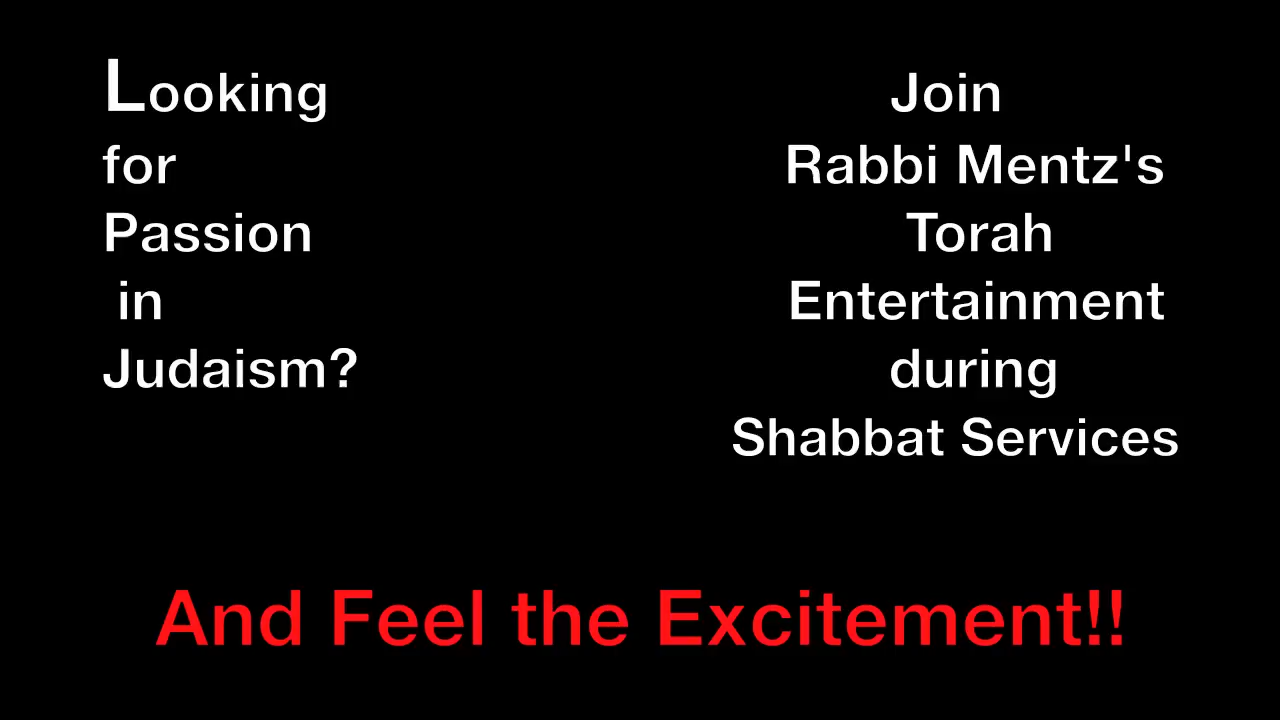 Looking
for
Passion
in
Judaism?
Join
Rabbi Mentz's
Torah
Entertainment
during
Shabbat Services
And Feel the Excitement!!